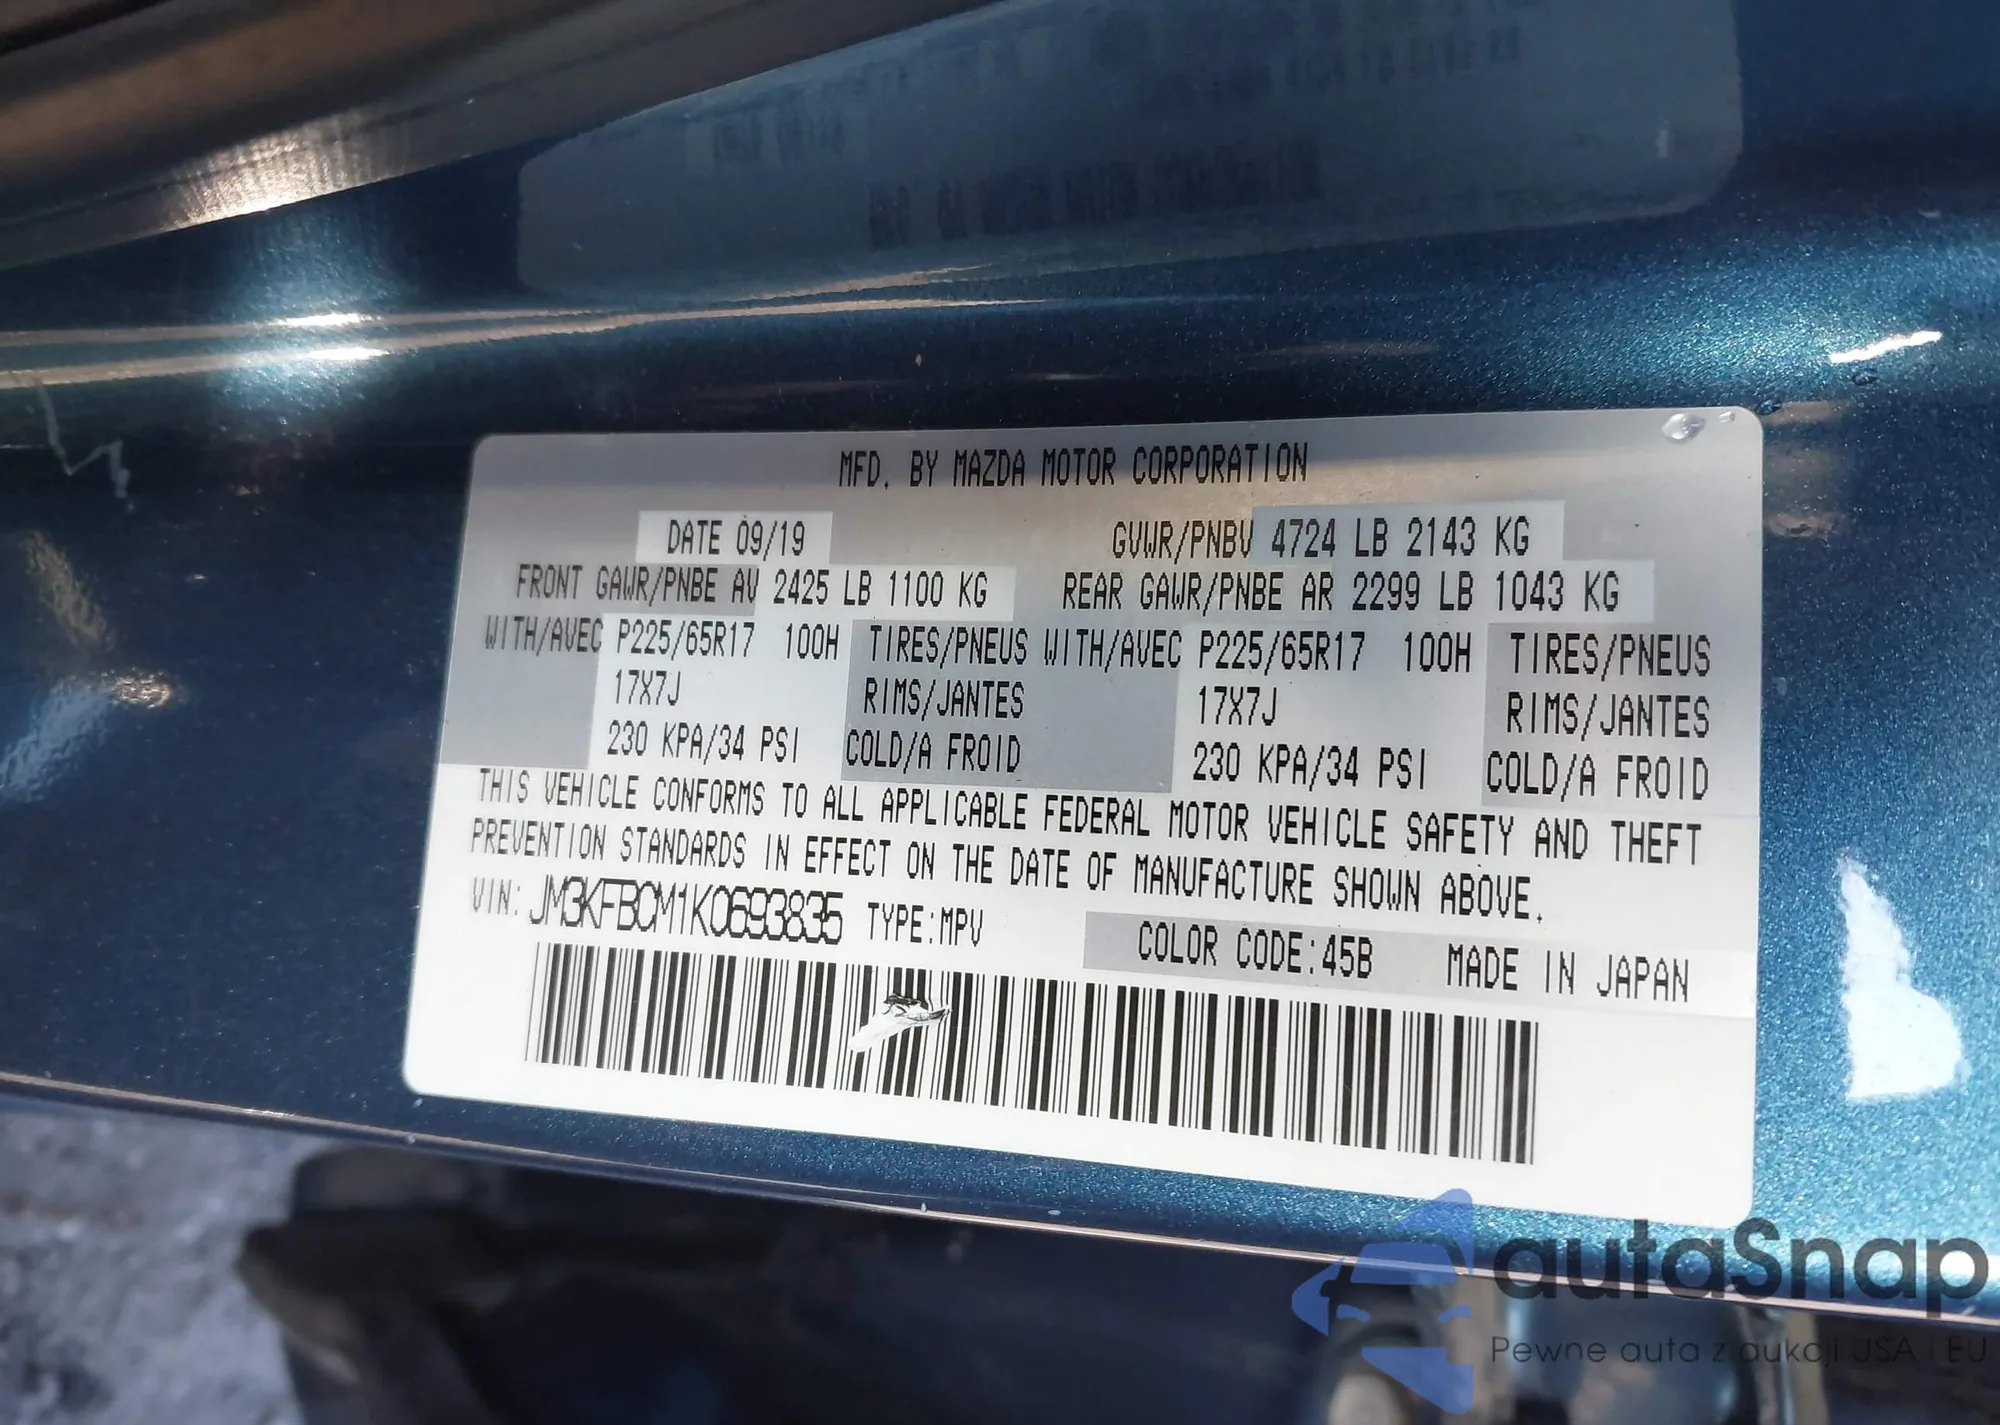 MFD. BY MAZDA MOTOR CORPORATION
DATE 09/19 GVWR/PNBV 4724 LB 2143 KG
FRONT GAWR/PNBE AV 2425 LB 1100 KG REAR GAWR/PNBE AR 2299 LB 1043 KG
WITH/AVEC P225/65R17 100H TIRES/PNEUS WITH/AVEC P225/65R17 100H TIRES/PNEUS
17X7J RIMS/JANTES 17X7J RIMS/JANTES
230 KPA/34 PSI COLD/A FROID 230 KPA/34 PSI COLD/A FROID
THIS VEHICLE CONFORMS TO ALL APPLICABLE FEDERAL MOTOR VEHICLE SAFETY AND THEFT
PREVENTION STANDARDS IN EFFECT ON THE DATE OF MANUFACTURE SHOWN ABOVE.
VIN: JM3KFBCM1K0693835 TYPE:MPV COLOR CODE:45B MADE IN JAPAN
autaSnap
Pewne auta z aukcji USA i EU